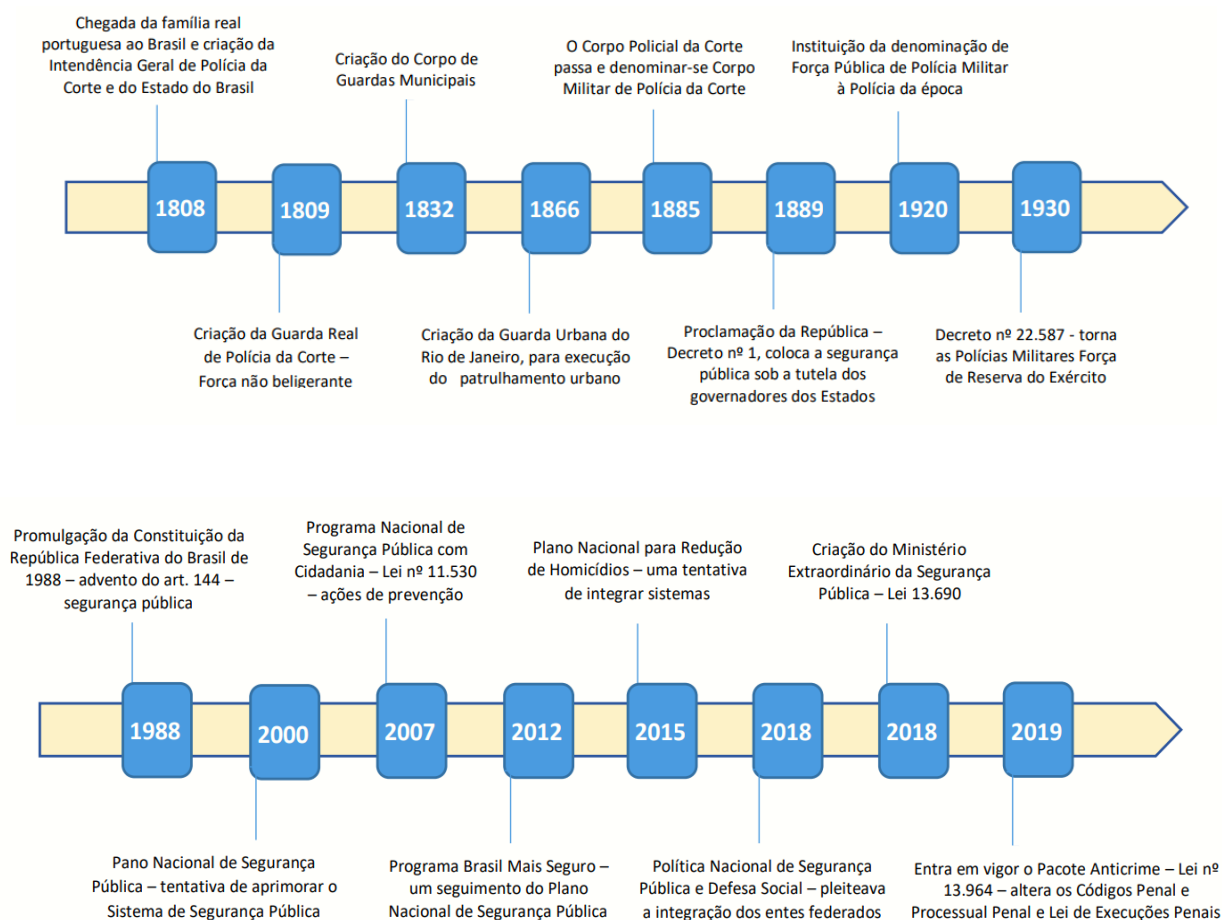 Chegada da família real
portuguesa ao Brasil e criação da
Intendência Geral de Polícia da
Corte e do Estado do Brasil
Criação do Corpo de
Guardas Municipais
O Corpo Policial da Corte
passa e denominar-se Corpo
Militar de Polícia da Corte
Instituição da denominação de
Força Pública de Polícia Militar
à Polícia da época
1808
1809
1832
1866
1885
1889
1920
1930
Criação da Guarda Real
de Polícia da Corte –
Força não beligerante
Criação da Guarda Urbana do
Rio de Janeiro, para execução
do patrulhamento urbano
Proclamação da República –
Decreto nº 1, coloca a segurança
pública sob a tutela dos
governadores dos Estados
Decreto nº 22.587 - torna
as Polícias Militares Força
de Reserva do Exército
Promulgação da Constituição da
República Federativa do Brasil de
1988 – advento do art. 144 –
segurança pública
Programa Nacional de
Segurança Pública com
Cidadania – Lei nº 11.530
– ações de prevenção
Plano Nacional para Redução
de Homicídios – uma tentativa
de integrar sistemas
Criação do Ministério
Extraordinário da Segurança
Pública – Lei 13.690
1988
2000
2007
2012
2015
2018
2018
2019
Pano Nacional de Segurança
Pública – tentativa de aprimorar o
Sistema de Segurança Pública
Programa Brasil Mais Seguro –
um seguimento do Plano
Nacional de Segurança Pública
Política Nacional de Segurança
Pública e Defesa Social – pleiteava
a integração dos entes federados
Entra em vigor o Pacote Anticrime – Lei nº
13.964 – altera os Códigos Penal e
Processual Penal e Lei de Execuções Penais